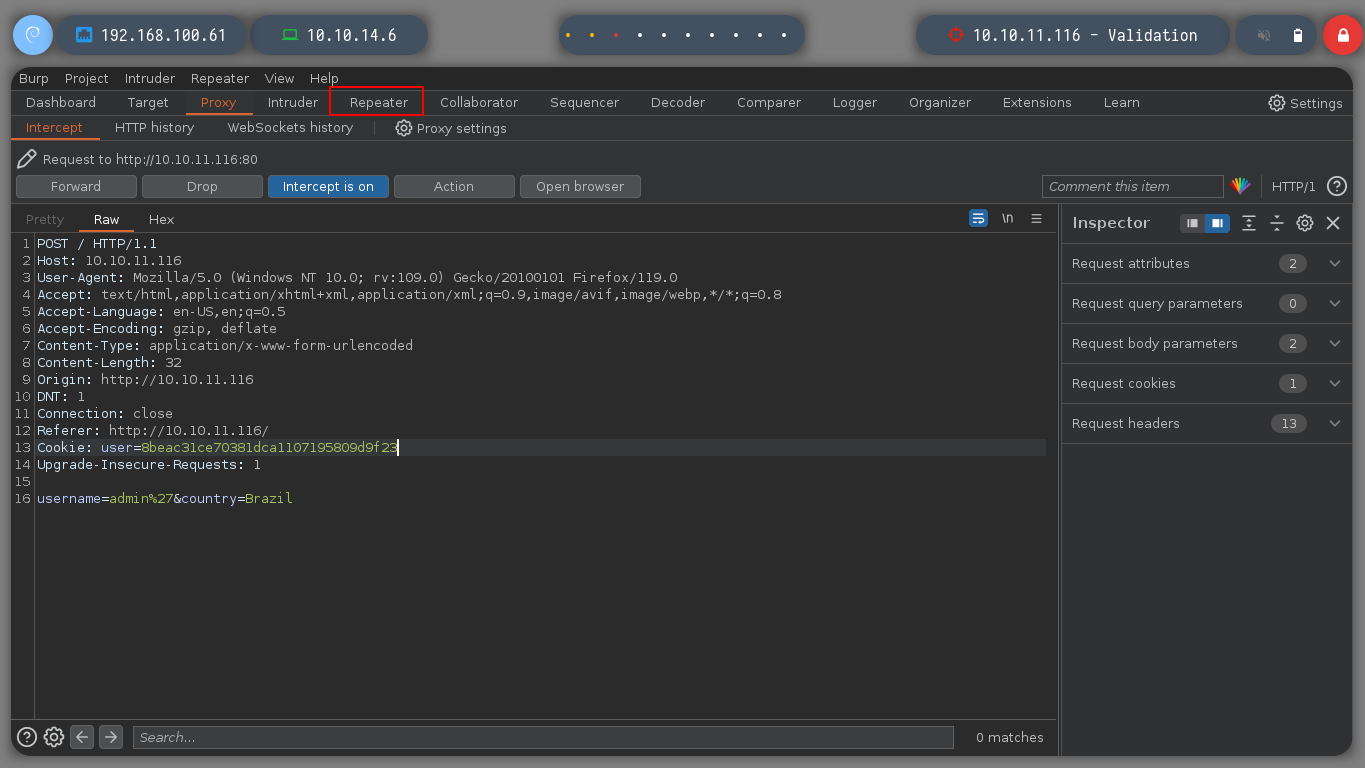 192.168.100.61 10.10.14.6 10.10.11.116 - Validation
Burp Project Intruder Repeater View Help
Dashboard Target Proxy Intruder Repeater Collaborator Sequencer Decoder Comparer Logger Organizer Extensions Learn Settings
Intercept HTTP history WebSockets history Proxy settings
Request to http://10.10.11.116:80
Forward Drop Intercept is on Action Open browser Comment this item HTTP/1 ?
Pretty Raw Hex \n Inspector
1 POST / HTTP/1.1
2 Host: 10.10.11.116
3 User-Agent: Mozilla/5.0 (Windows NT 10.0; rv:109.0) Gecko/20100101 Firefox/119.0
4 Accept: text/html,application/xhtml+xml,application/xml;q=0.9,image/avif,image/webp,*/*;q=0.8
5 Accept-Language: en-US,en;q=0.5
6 Accept-Encoding: gzip, deflate
7 Content-Type: application/x-www-form-urlencoded
8 Content-Length: 32
9 Origin: http://10.10.11.116
10 DNT: 1
11 Connection: close
12 Referer: http://10.10.11.116/
13 Cookie: user=8beac31ce70381dca1107195809d9f23
14 Upgrade-Insecure-Requests: 1
15
16 username=admin%27&country=Brazil
Request attributes 2
Request query parameters 0
Request body parameters 2
Request cookies 1
Request headers 13
? Search... 0 matches